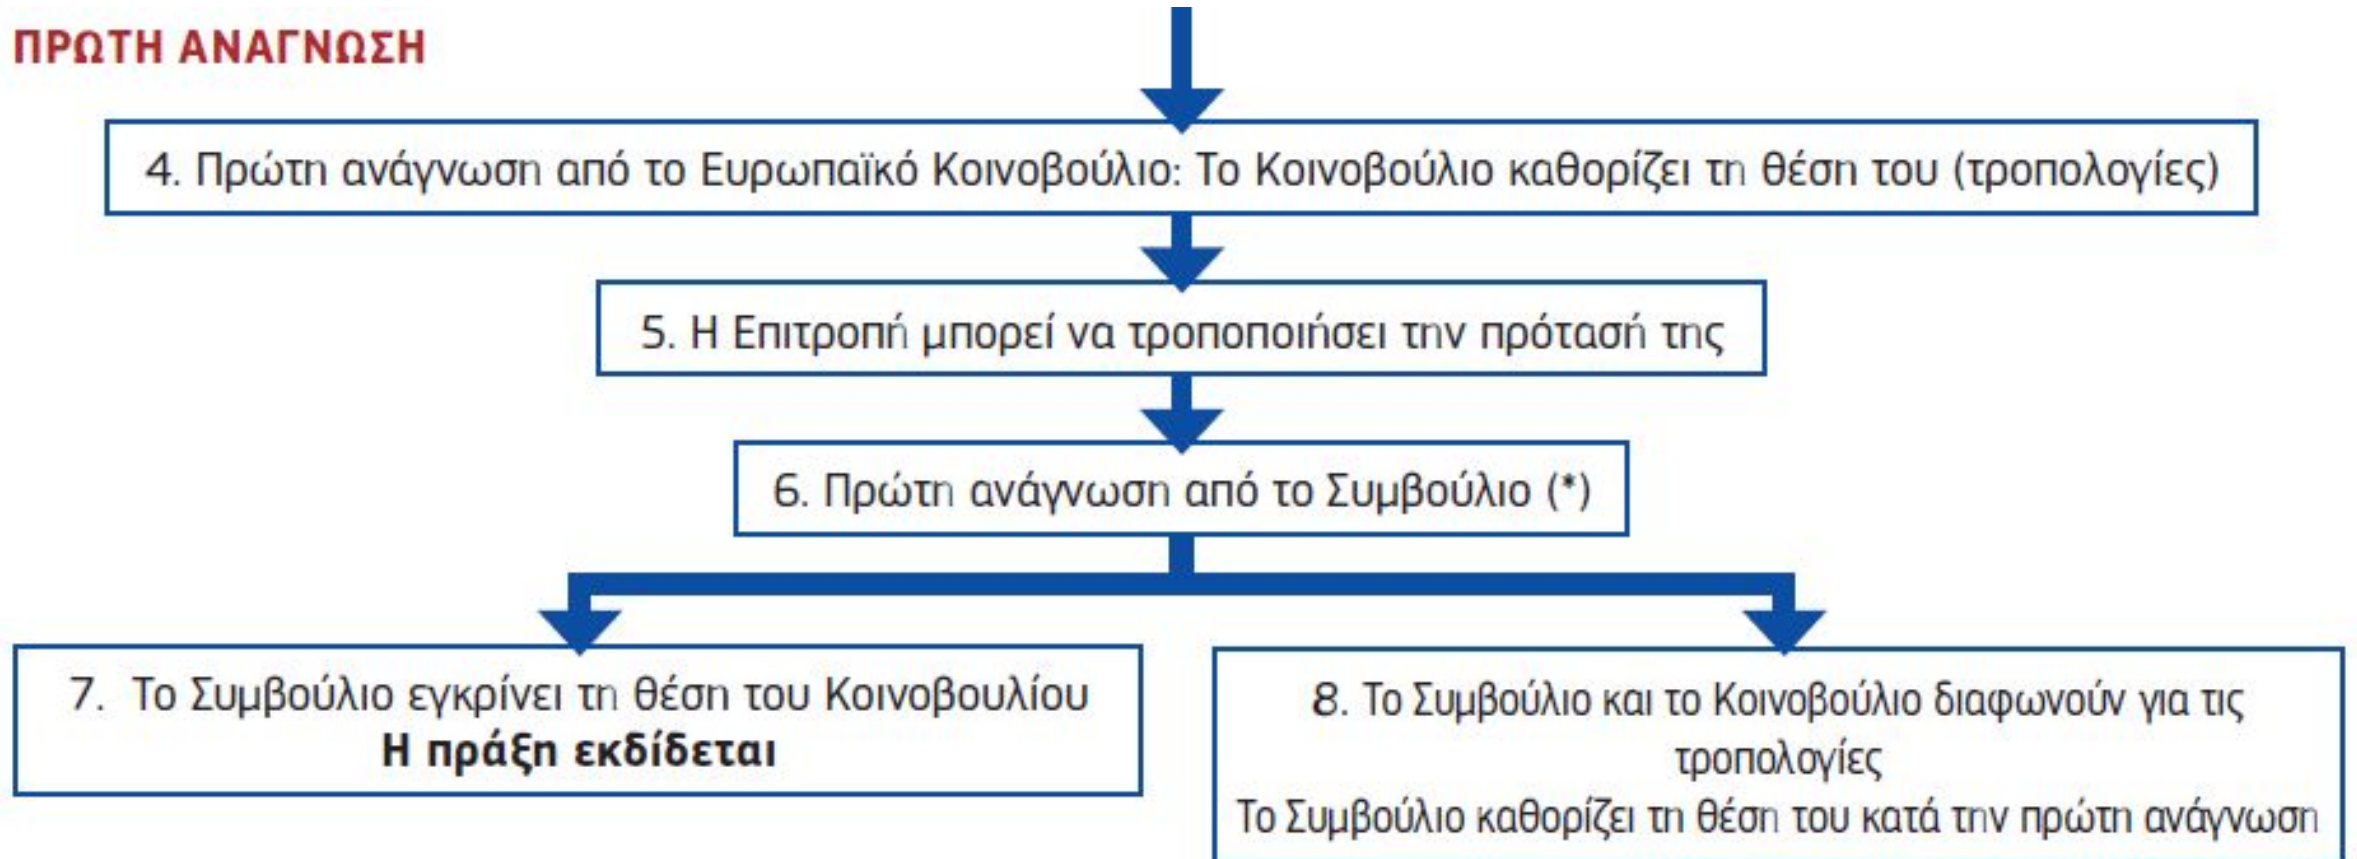 ΠΡΩΤΗ ΑΝΑΓΝΩΣΗ
4. Πρώτη ανάγνωση από το Ευρωπαϊκό Κοινοβούλιο: Το Κοινοβούλιο καθορίζει τη θέση του (τροπολογίες)
5. Η Επιτροπή μπορεί να τροποποιήσει την πρότασή της
6. Πρώτη ανάγνωση από το Συμβούλιο (*)
7. Το Συμβούλιο εγκρίνει τη θέση του Κοινοβουλίου
Η πράξη εκδίδεται
8. Το Συμβούλιο και το Κοινοβούλιο διαφωνούν για τις
τροπολογίες
Το Συμβούλιο καθορίζει τη θέση του κατά την πρώτη ανάγνωση